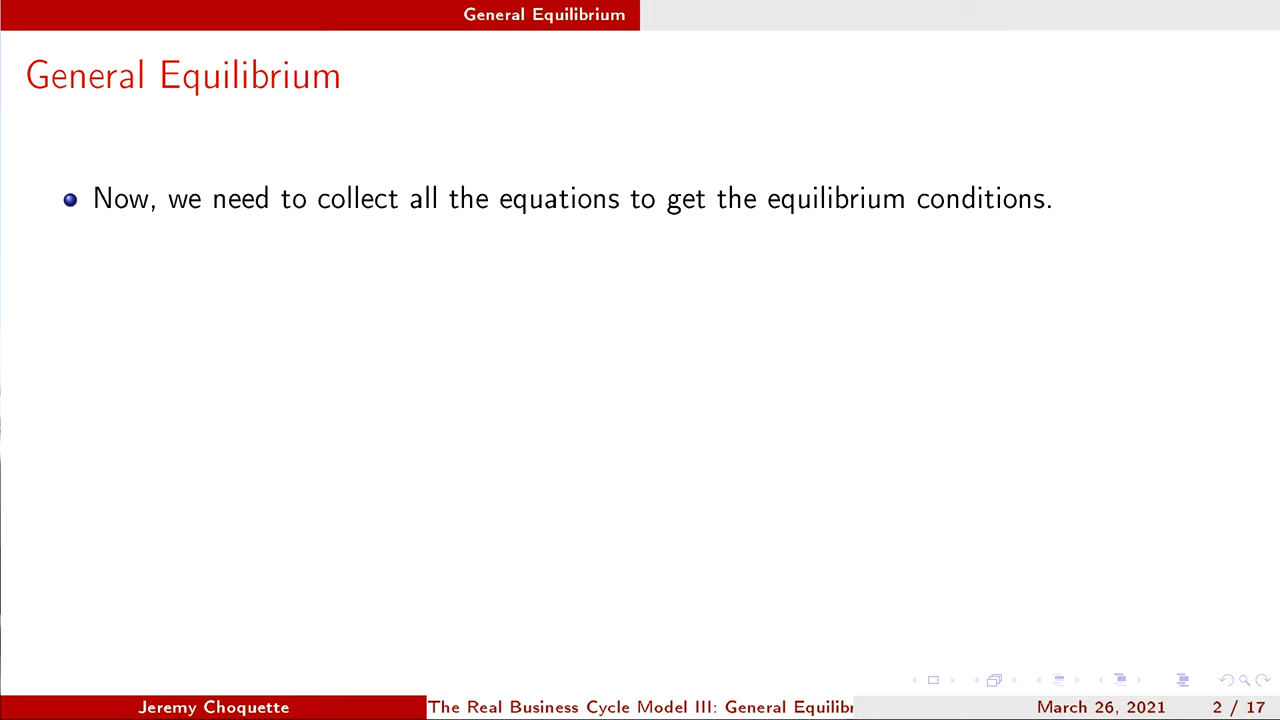 General Equilibrium
General Equilibrium
Now, we need to collect all the equations to get the equilibrium conditions.
Jeremy Choquette
The Real Business Cycle Model III: General Equilibr
March 26, 2021
2 / 17